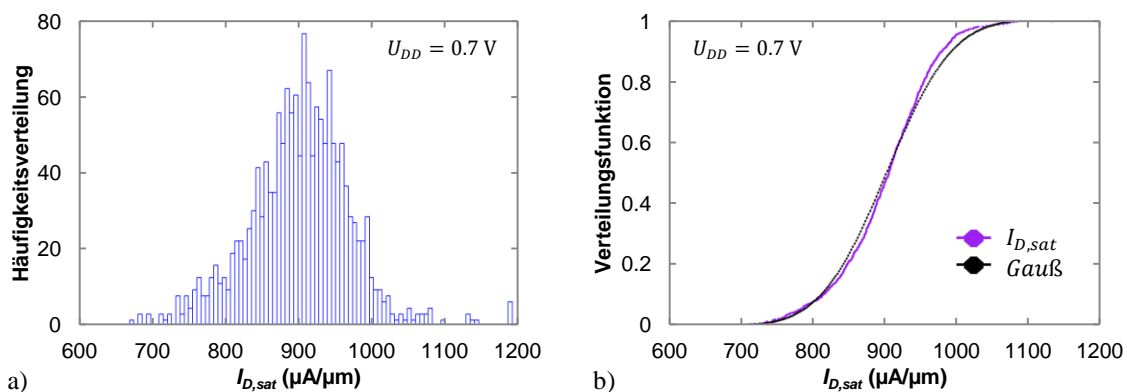 80
60
40
20
0
Häufigkeitsverteilung
U_DD = 0.7 V
600 700 800 900 1000 1100 1200
I_D,sat (µA/µm)
a)
1
0.8
0.6
0.4
0.2
0
Verteilungsfunktion
U_DD = 0.7 V
I_D,sat
Gauß
600 700 800 900 1000 1100 1200
I_D,sat (µA/µm)
b)